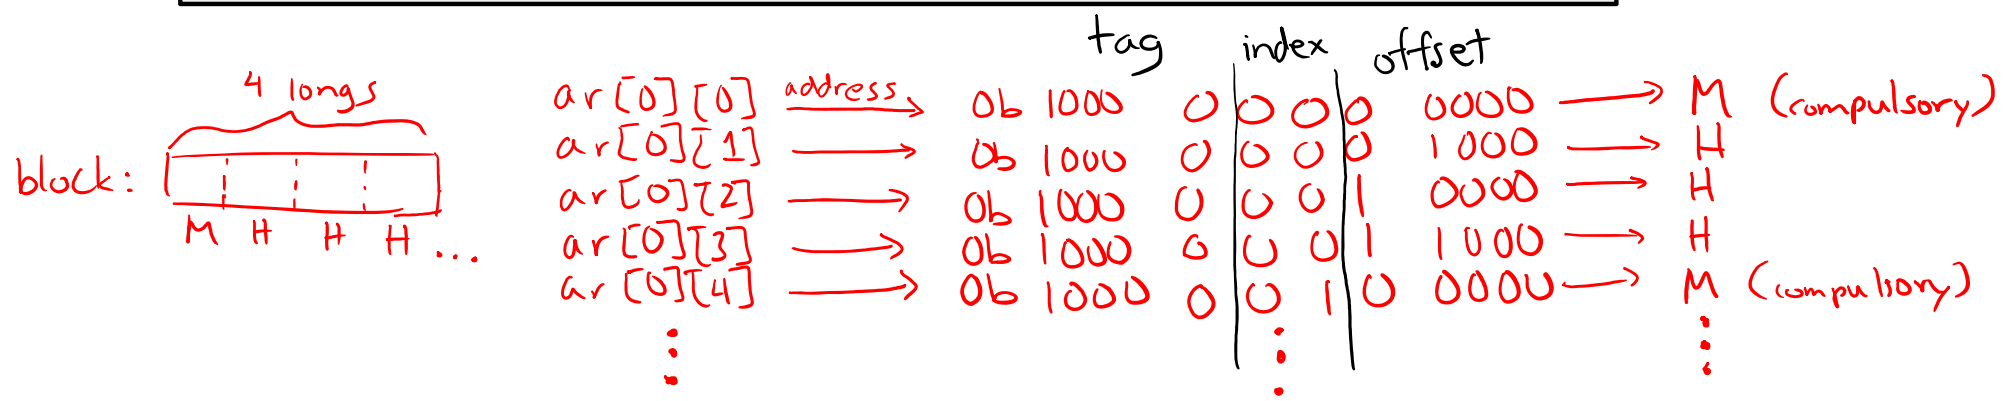 tag index offset
4 longs
ar[0][0] address 0b 1000 0 0 0 0 0000 M (compulsory)
ar[0][1] 0b 1000 0 0 0 0 1000 H
block:
ar[0][2] 0b 1000 0 0 0 1 0000 H
M H H H ...
ar[0][3] 0b 1000 0 0 0 1 1000 H
ar[0][4] 0b 1000 0 0 1 0 0000 M (compulsory)